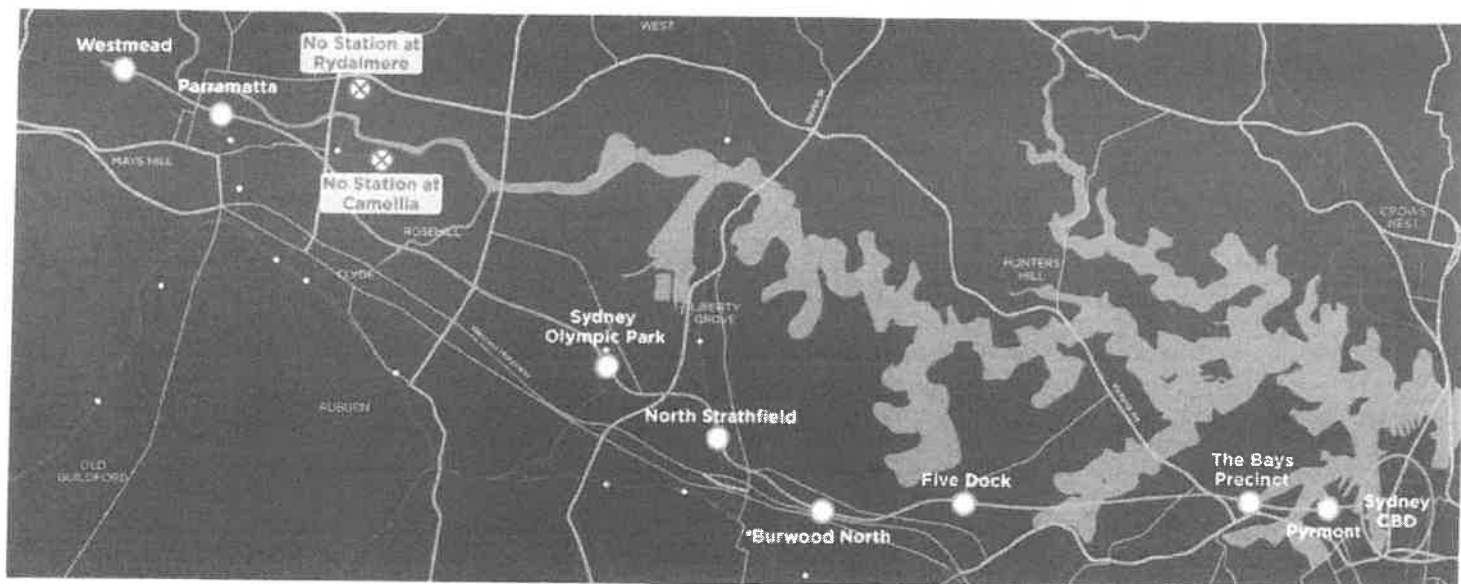 WEST
Westmead
No Station at
Rydalmere
Parramatta
MAYS HILL
No Station at
Camellia
ROSEHILL
CLYDE
CROWS
NEST
HUNTERS
HILL
LIBERTY
GROVE
Sydney
Olympic Park
AUBURN
North Strathfield
OLD
GUILDFORD
Five Dock
The Bays
Precinct
Burwood North
Pyrmont
Sydney
CBD